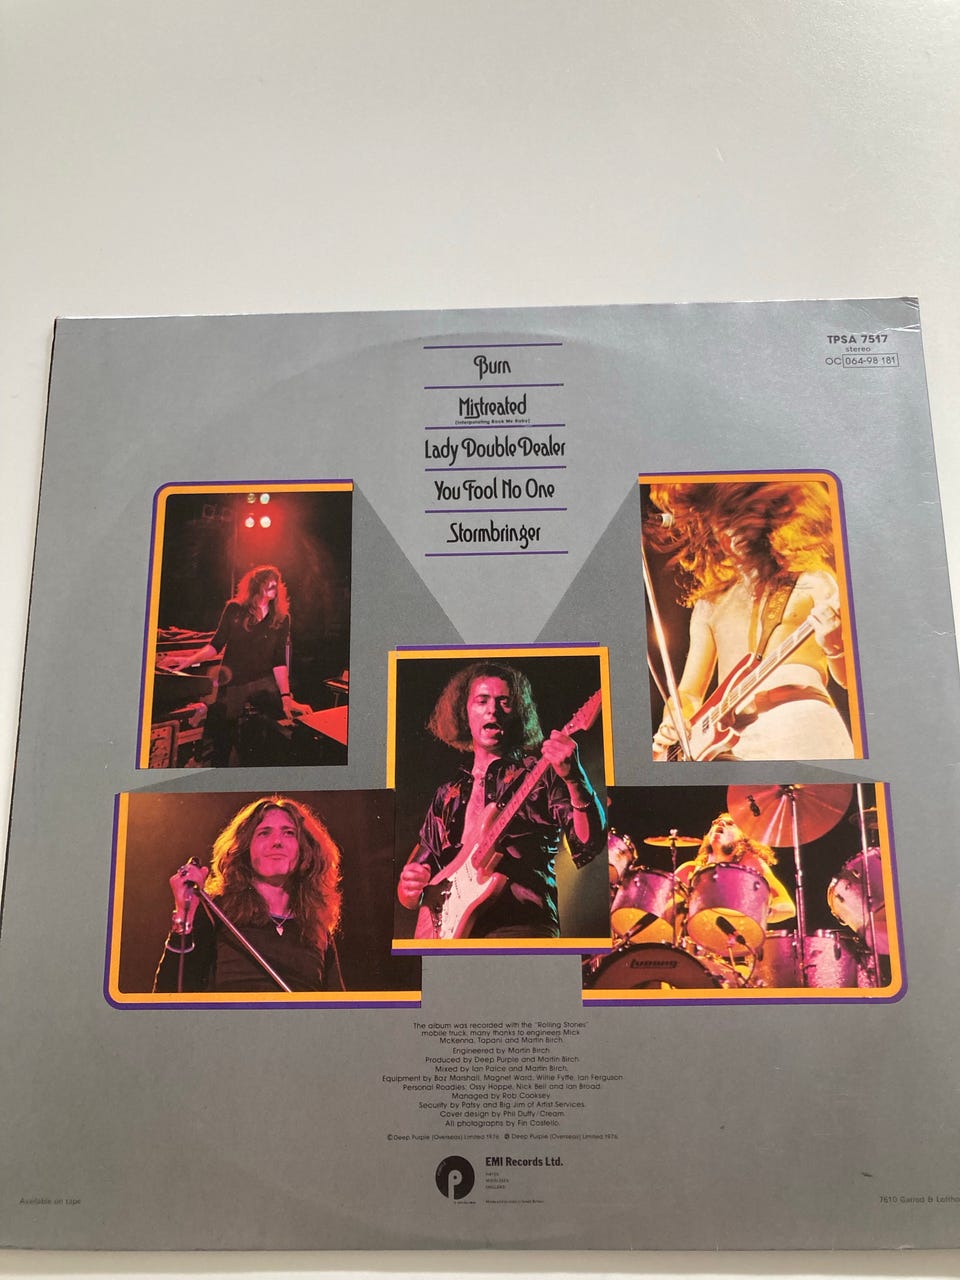 TPSA 7517
stereo
OC 064-98 181
Burn
Mistreated
(Interpolating Rock Me Baby)
Lady Double Dealer
You Fool No One
Stormbringer
Ludwig
The album was recorded with the "Rolling Stones"
mobile truck, many thanks to engineers Mick
McKenna, Tapani and Martin Birch.
Engineered by Martin Birch.
Produced by Deep Purple and Martin Birch.
Mixed by Ian Paice and Martin Birch.
Equipment by Baz Marshall, Magnet Ward, Willie Fyffe, Ian Ferguson
Personal Roadies; Ossy Hoppe, Nick Bell and Ian Broad.
Managed by Rob Cooksey
Security by Patsy and Big Jim of Artist Services.
Cover design by Phil Duffy/Cream.
All photographs by Fin Costello.
© Deep Purple (Overseas) Limited 1976 ℗ Deep Purple (Overseas) Limited 1976
P
EMI Records Ltd.
HAYES
MIDDLESEX
ENGLAND
Available on tape
7610 Garrod & Loftho